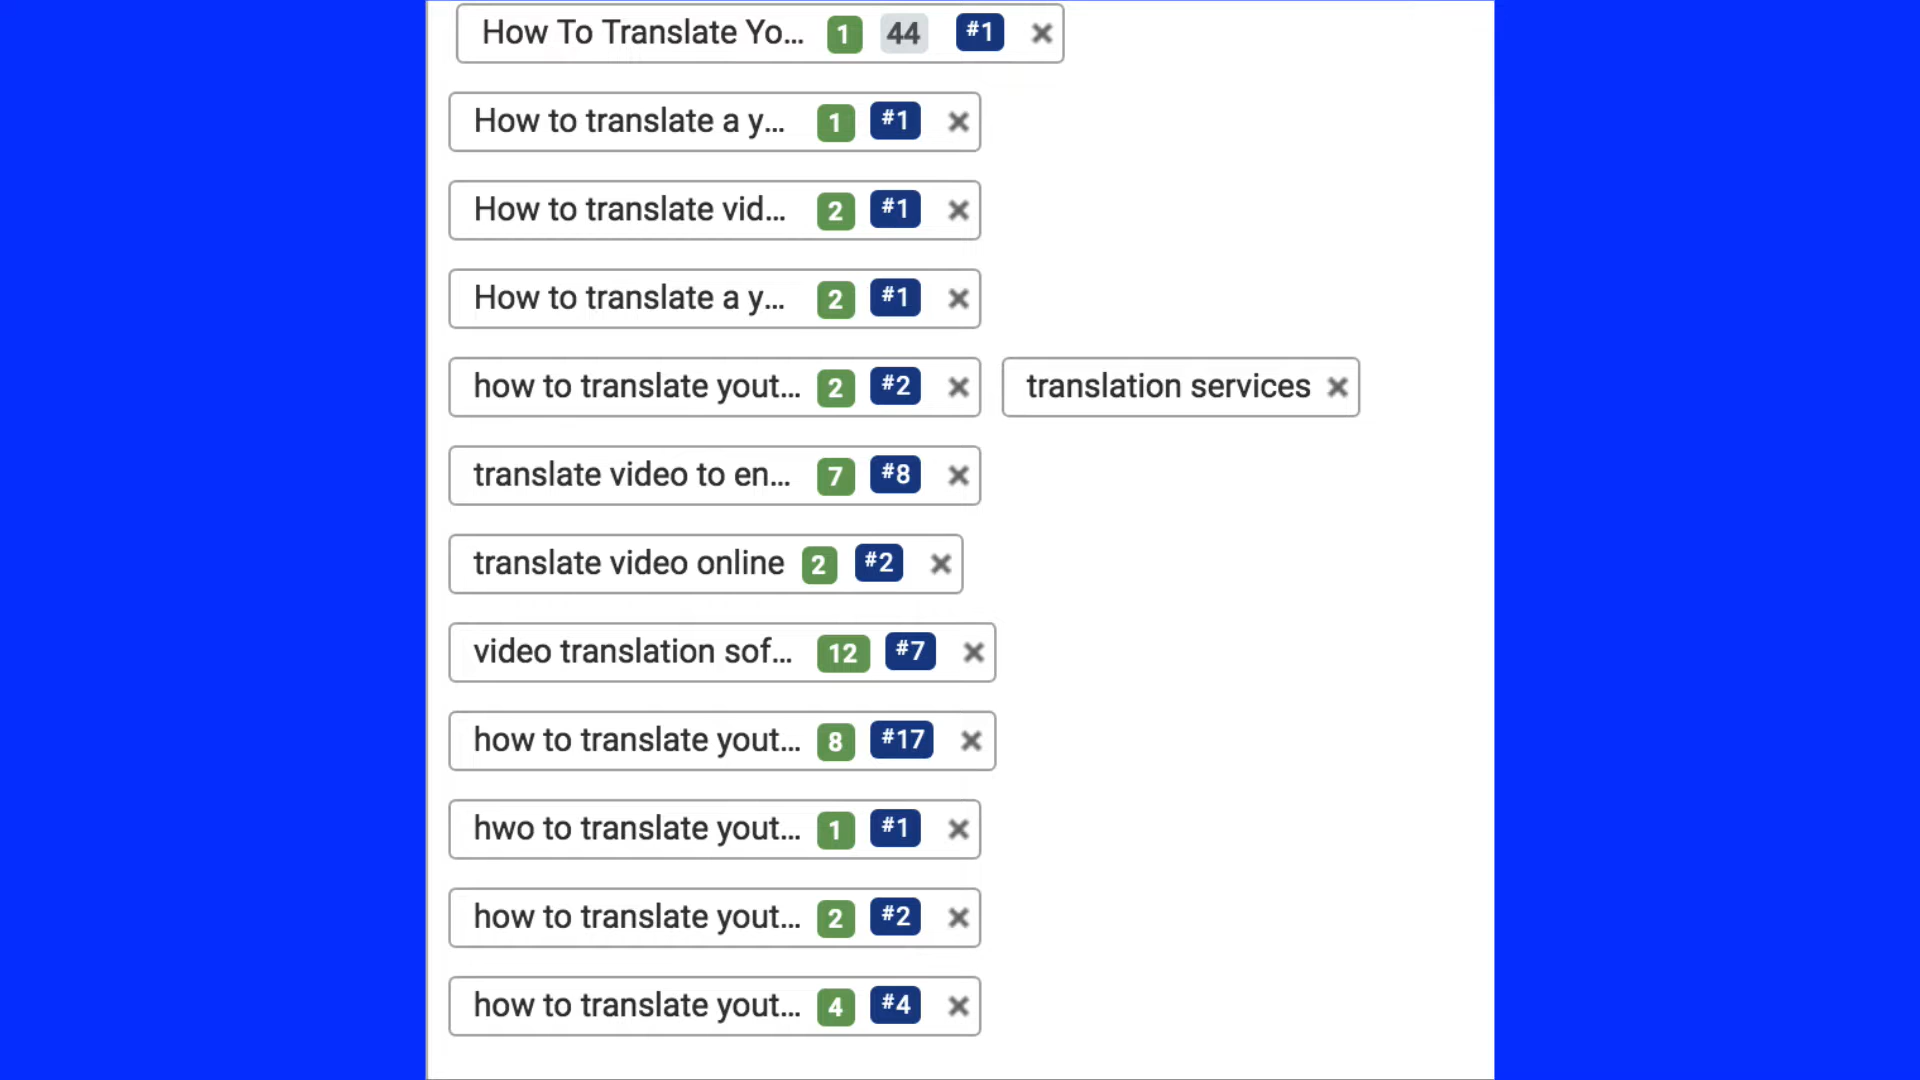 How To Translate Yo... 1 44 #1 ×
How to translate a y... 1 #1 ×
How to translate vid... 2 #1 ×
How to translate a y... 2 #1 ×
how to translate yout... 2 #2 × translation services ×
translate video to en... 7 #8 ×
translate video online 2 #2 ×
video translation sof... 12 #7 ×
how to translate yout... 8 #17 ×
hwo to translate yout... 1 #1 ×
how to translate yout... 2 #2 ×
how to translate yout... 4 #4 ×